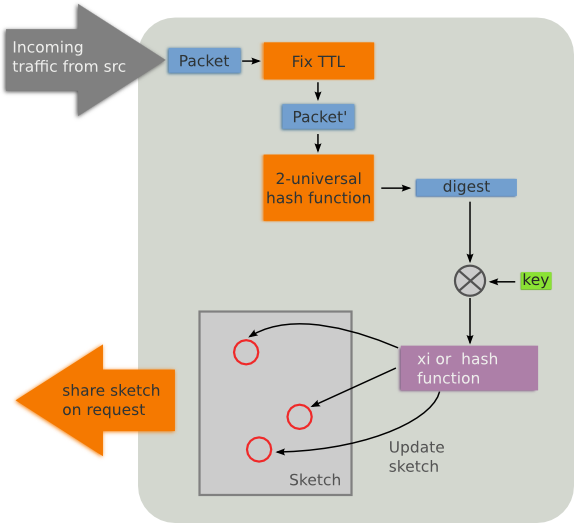 Incoming
traffic from src
Packet
Fix TTL
Packet'
2-universal
hash function
digest
key
xi or hash
function
share sketch
on request
Update
sketch
Sketch